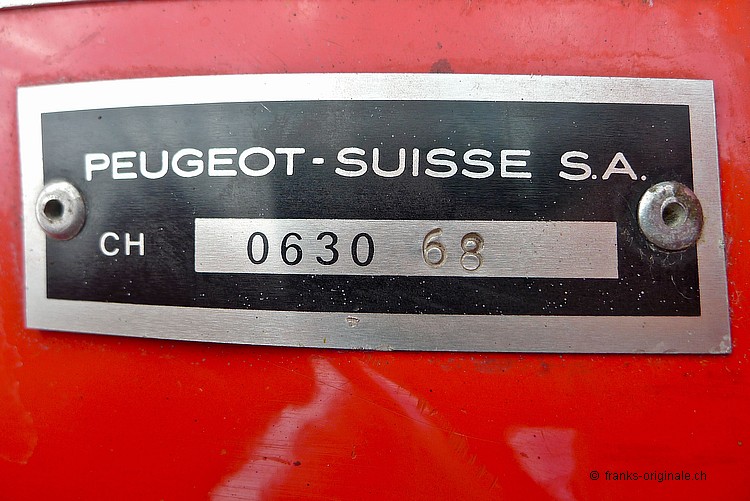 PEUGEOT-SUISSE S.A.
CH 0630 68
© franks-originale.ch